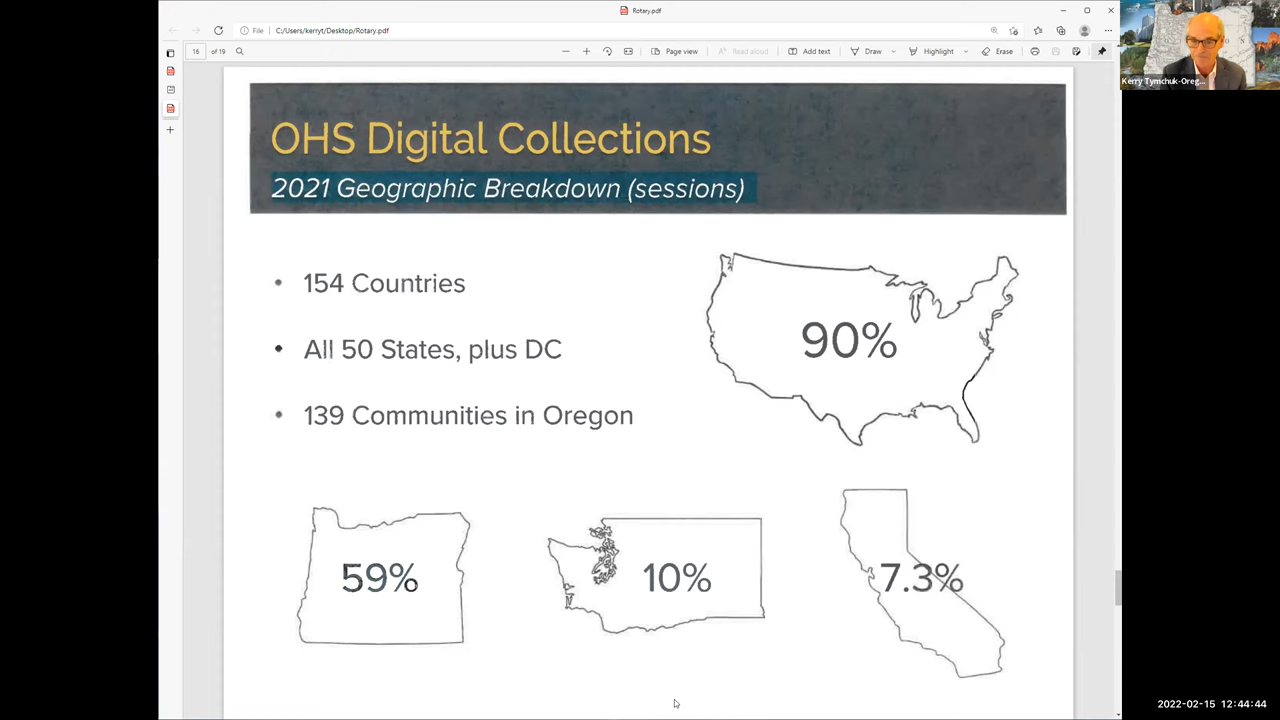 Rotary.pdf
File
C:/Users/kerryt/Desktop/Rotary.pdf
16 of 19
Page view
Read aloud
Add text
Draw
Highlight
Erase
Kerry Tymchuk-Oreg...
OHS Digital Collections
2021 Geographic Breakdown (sessions)
• 154 Countries
• All 50 States, plus DC
• 139 Communities in Oregon
90%
59%
10%
7.3%
2022-02-15 12:44:44